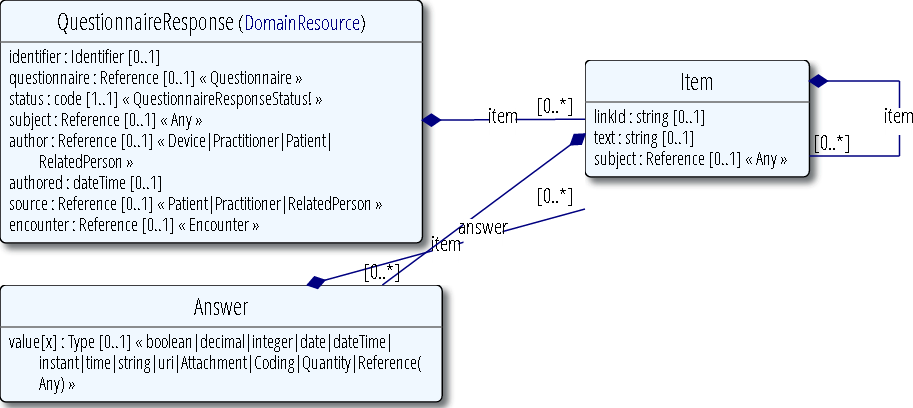 QuestionnaireResponse (DomainResource)
identifier : Identifier [0..1]
questionnaire : Reference [0..1] « Questionnaire »
status : code [1..1] « QuestionnaireResponseStatus! »
subject : Reference [0..1] « Any »
author : Reference [0..1] « Device|Practitioner|Patient|
RelatedPerson »
authored : dateTime [0..1]
source : Reference [0..1] « Patient|Practitioner|RelatedPerson »
encounter : Reference [0..1] « Encounter »
item
[0..*]
Item
linkId : string [0..1]
text : string [0..1]
subject : Reference [0..1] « Any »
item
[0..*]
[0..*]
answer
item
[0..*]
Answer
value[x] : Type [0..1] « boolean|decimal|integer|date|dateTime|
instant|time|string|uri|Attachment|Coding|Quantity|Reference(
Any) »